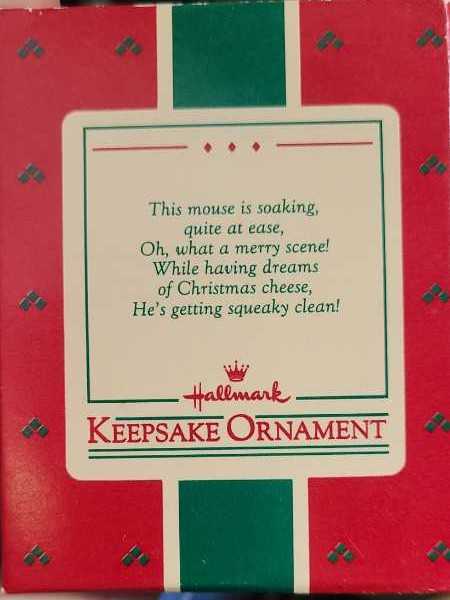 This mouse is soaking,
quite at ease,
Oh, what a merry scene!
While having dreams
of Christmas cheese,
He's getting squeaky clean!
Hallmark
KEEPSAKE ORNAMENT